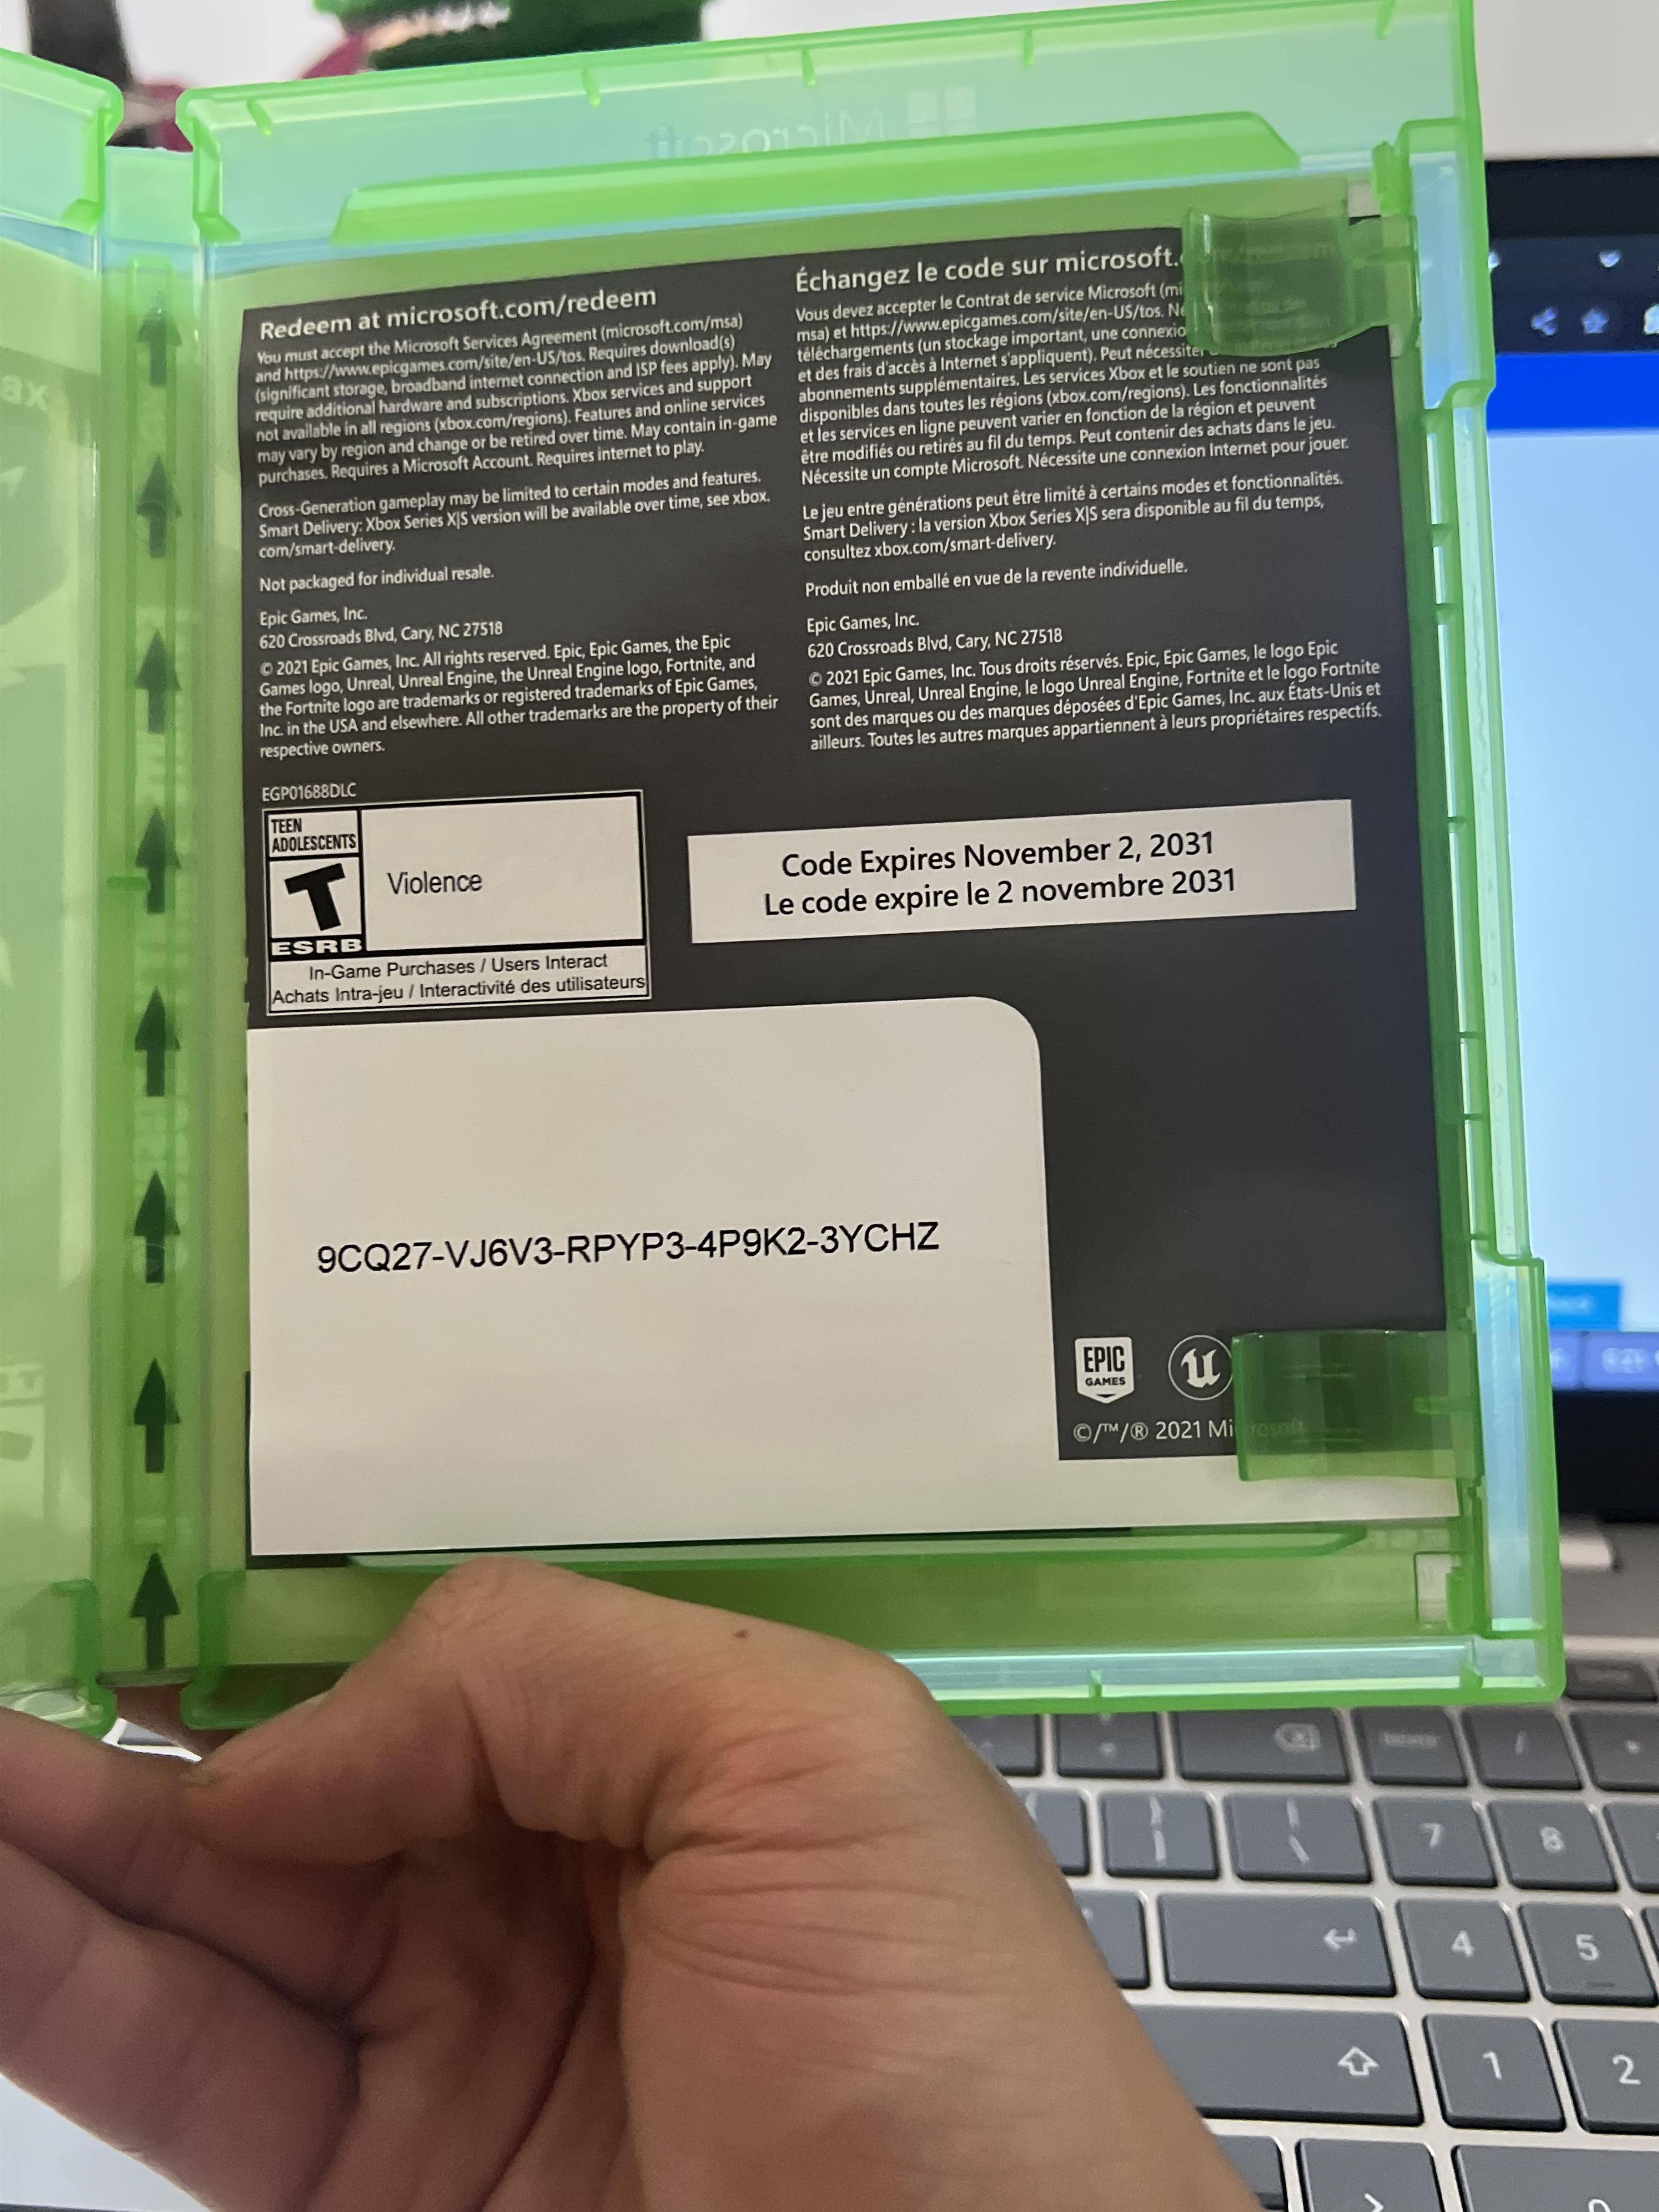 Microsoft
Redeem at microsoft.com/redeem
You must accept the Microsoft Services Agreement (microsoft.com/msa)
and https://www.epicgames.com/site/en-US/tos. Requires download(s)
(significant storage, broadband internet connection and ISP fees apply). May
require additional hardware and subscriptions. Xbox services and support
not available in all regions (xbox.com/regions). Features and online services
may vary by region and change or be retired over time. May contain in-game
purchases. Requires a Microsoft Account. Requires internet to play.
Cross-Generation gameplay may be limited to certain modes and features.
Smart Delivery: Xbox Series X|S version will be available over time, see xbox.
com/smart-delivery.
Not packaged for individual resale.
Epic Games, Inc.
620 Crossroads Blvd, Cary, NC 27518
© 2021 Epic Games, Inc. All rights reserved. Epic, Epic Games, the Epic
Games logo, Unreal, Unreal Engine, the Unreal Engine logo, Fortnite, and
the Fortnite logo are trademarks or registered trademarks of Epic Games,
Inc. in the USA and elsewhere. All other trademarks are the property of their
respective owners.
Échangez le code sur microsoft.
Vous devez accepter le Contrat de service Microsoft (mi
msa) et https://www.epicgames.com/site/en-US/tos.
téléchargements (un stockage important, une connexio
et des frais d'accès à Internet s'appliquent). Peut nécessiter
abonnements supplémentaires. Les services Xbox et le soutien ne sont pas
disponibles dans toutes les régions (xbox.com/regions). Les fonctionnalités
et les services en ligne peuvent varier en fonction de la région et peuvent
être modifiés ou retirés au fil du temps. Peut contenir des achats dans le jeu.
Nécessite un compte Microsoft. Nécessite une connexion Internet pour jouer.
Le jeu entre générations peut être limité à certains modes et fonctionnalités.
Smart Delivery : la version Xbox Series X|S sera disponible au fil du temps,
consultez xbox.com/smart-delivery.
Produit non emballé en vue de la revente individuelle.
Epic Games, Inc.
620 Crossroads Blvd, Cary, NC 27518
© 2021 Epic Games, Inc. Tous droits réservés. Epic, Epic Games, le logo Epic
Games, Unreal, Unreal Engine, le logo Unreal Engine, Fortnite et le logo Fortnite
sont des marques ou des marques déposées d'Epic Games, Inc. aux États-Unis et
ailleurs. Toutes les autres marques appartiennent à leurs propriétaires respectifs.
EGP01688DLC
TEEN
ADOLESCENTS
T
ESRB
Violence
In-Game Purchases / Users Interact
Achats Intra-jeu / Interactivité des utilisateurs
Code Expires November 2, 2031
Le code expire le 2 novembre 2031
9CQ27-VJ6V3-RPYP3-4P9K2-3YCHZ
EPIC
GAMES
U
©/™/® 2021 Microsoft
7 8
4 5
1 2